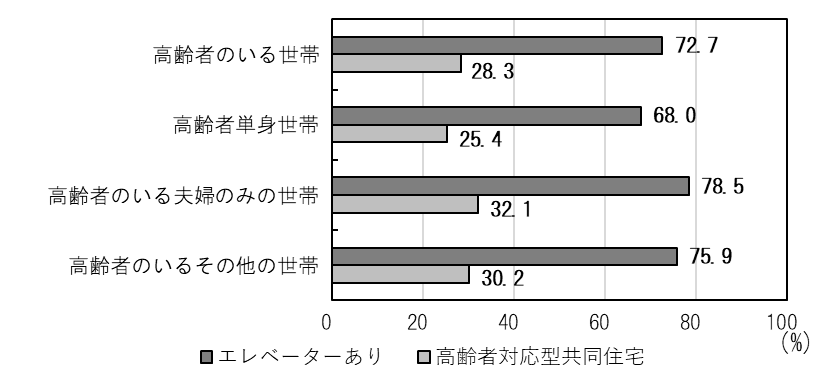 高齢者のいる世帯
72.7
28.3
高齢者単身世帯
68.0
25.4
高齢者のいる夫婦のみの世帯
78.5
32.1
高齢者のいるその他の世帯
75.9
30.2
0 20 40 60 80 100
(%)
エレベーターあり 高齢者対応型共同住宅